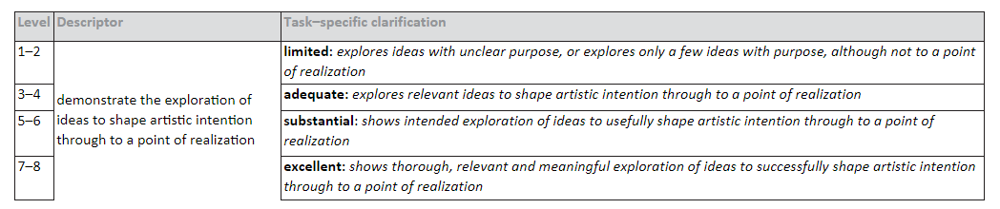 Level Descriptor Task–specific clarification
1–2
limited: explores ideas with unclear purpose, or explores only a few ideas with purpose, although not to a point
of realization
demonstrate the exploration of
ideas to shape artistic intention
through to a point of realization
3–4
adequate: explores relevant ideas to shape artistic intention through to a point of realization
5–6
substantial: shows intended exploration of ideas to usefully shape artistic intention through to a point of
realization
7–8
excellent: shows thorough, relevant and meaningful exploration of ideas to successfully shape artistic intention
through to a point of realization